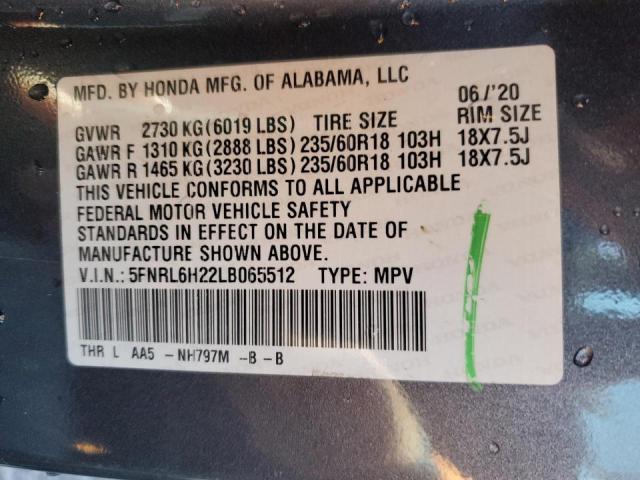 MFD. BY HONDA MFG. OF ALABAMA, LLC 06/'20
GVWR 2730 KG(6019 LBS) TIRE SIZE RIM SIZE
GAWR F 1310 KG(2888 LBS)235/60R18 103H 18X7.5J
GAWR R 1465 KG(3230 LBS)235/60R18 103H 18X7.5J
THIS VEHICLE CONFORMS TO ALL APPLICABLE
FEDERAL MOTOR VEHICLE SAFETY
STANDARDS IN EFFECT ON THE DATE OF
MANUFACTURE SHOWN ABOVE.
V.I.N.: 5FNRL6H22LB065512 TYPE: MPV
THR L AA5 -NH797M -B -B